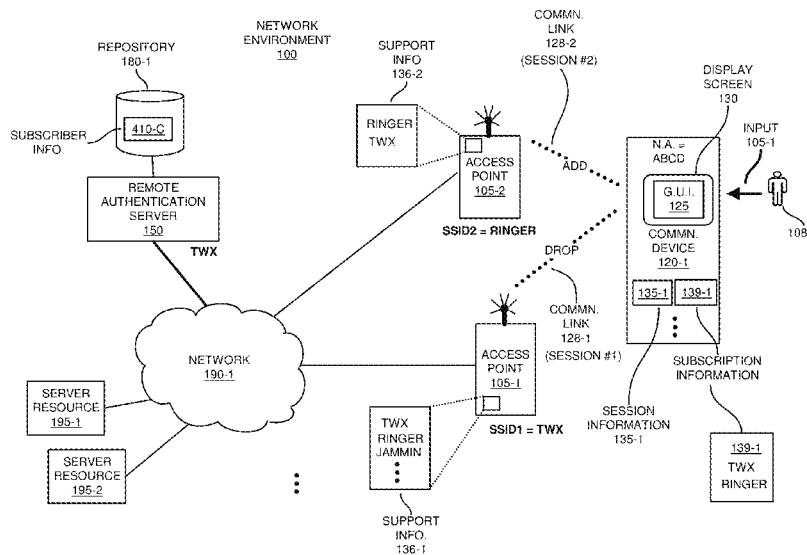 REPOSITORY
180-1
SUBSCRIBER
INFO.
410-C
REMOTE
AUTHENTICATION
SERVER
150
TWX
NETWORK
ENVIRONMENT
100
SUPPORT
INFO
136-2
RINGER
TWX
ACCESS
POINT
105-2
SSID2 = RINGER
COMMN.
LINK
128-2
(SESSION #2)
ADD
DROP
DISPLAY
SCREEN
130
INPUT
105-1
N.A. =
ABCD
G.U.I.
125
COMMN.
DEVICE
120-1
108
135-1
139-1
NETWORK
190-1
ACCESS
POINT
105-1
SSID1 = TWX
COMMN.
LINK
128-1
(SESSION #1)
SUBSCRIPTION
INFORMATION
SESSION
INFORMATION
135-1
139-1
TWX
RINGER
SERVER
RESOURCE
195-1
SERVER
RESOURCE
195-2
TWX
RINGER
JAMMIN
SUPPORT
INFO.
136-1